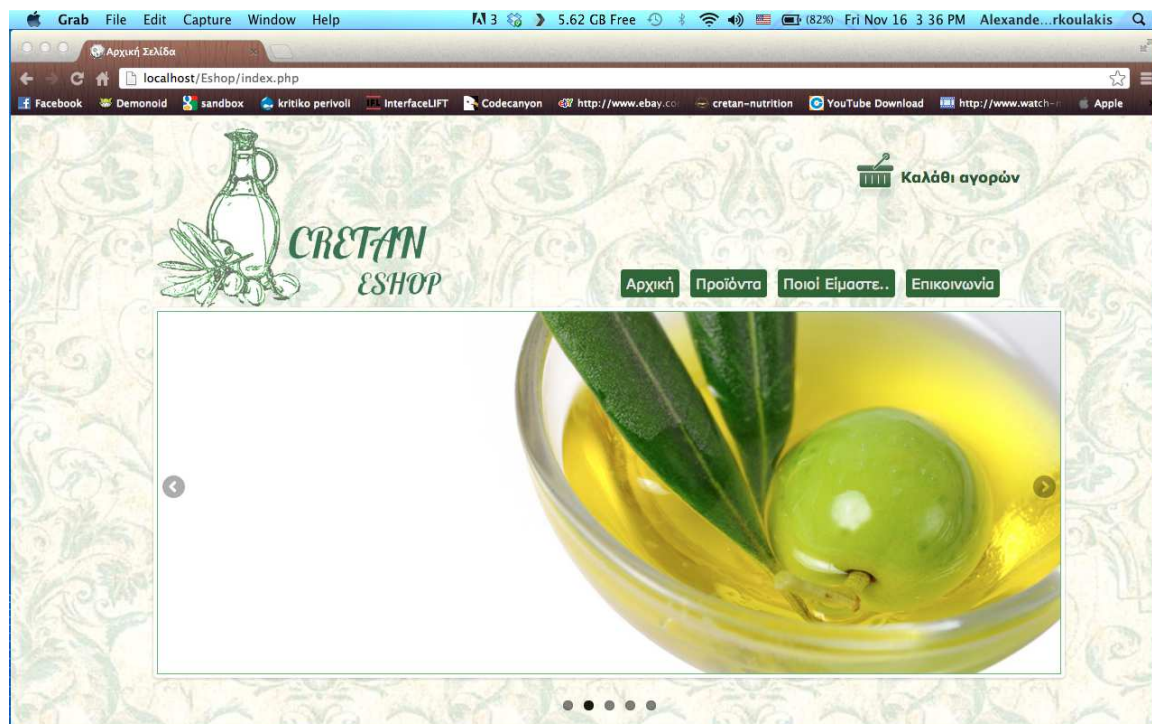 Grab File Edit Capture Window Help 3 5.62 GB Free (82%) Fri Nov 16 3 36 PM Alexande...rkoulakis
Αρχική Σελίδα
localhost/Eshop/index.php
Facebook Demonoid sandbox kritiko perivoli IFL InterfaceLIFT Codecanyon http://www.ebay.co cretan-nutrition YouTube Download http://www.watch- Apple
Καλάθι αγορών
CRETAN
ESHOP
Αρχική Προϊόντα Ποιοί Είμαστε.. Επικοινωνία